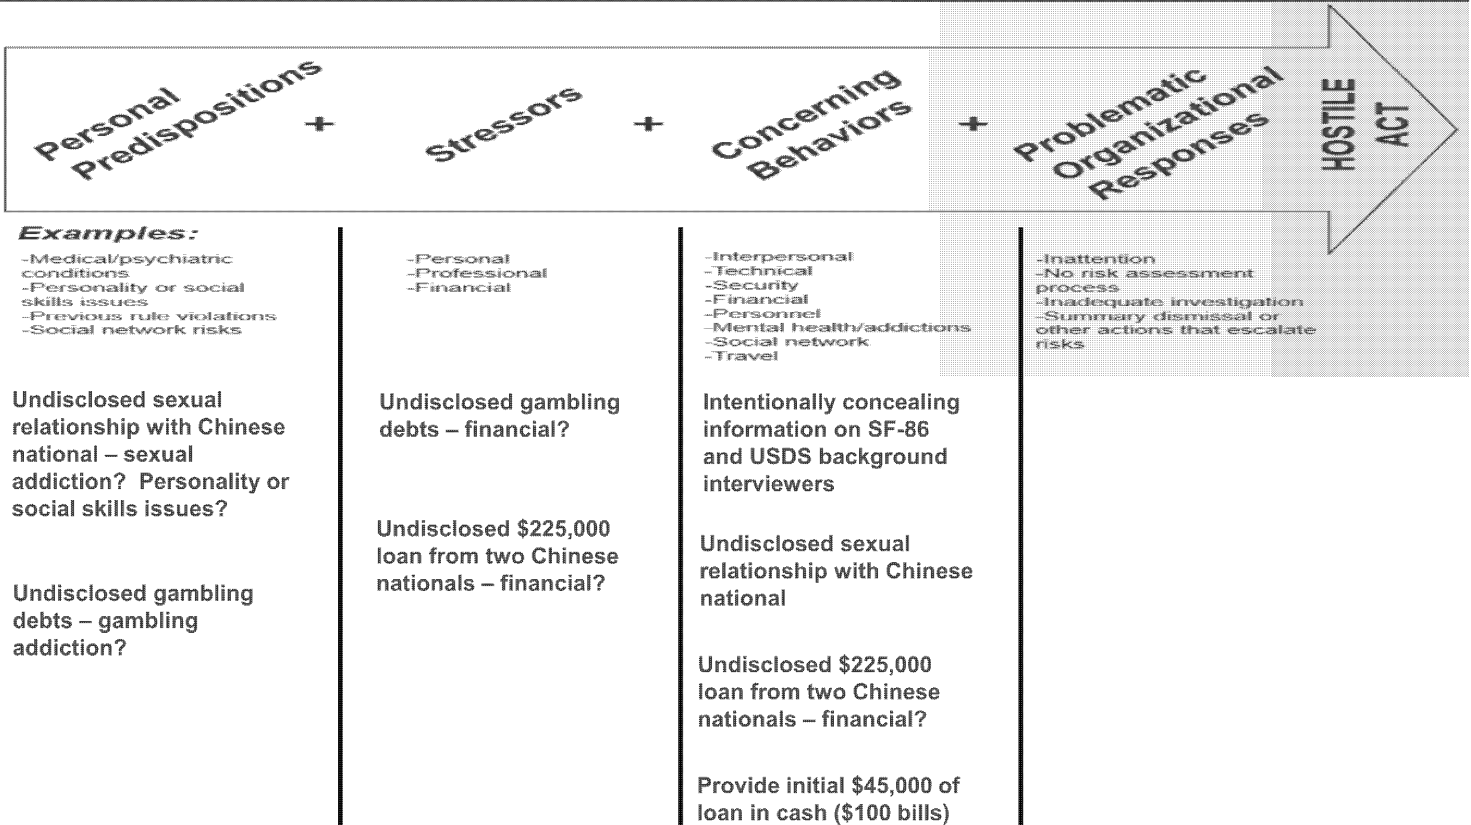 Personal
Predispositions
+
Stressors
+
Concerning
Behaviors
+
Problematic
Organizational
Responses
HOSTILE
ACT
Examples:
-Medical/psychiatric
conditions
-Personality or social
skills issues
-Previous rule violations
-Social network risks
Undisclosed sexual
relationship with Chinese
national – sexual
addiction?  Personality or
social skills issues?
Undisclosed gambling
debts – gambling
addiction?
-Personal
-Professional
-Financial
Undisclosed gambling
debts – financial?
Undisclosed $225,000
loan from two Chinese
nationals – financial?
-Interpersonal
-Technical
-Security
-Financial
-Personnel
-Mental health/addictions
-Social network
-Travel
Intentionally concealing
information on SF-86
and USDS background
interviewers
Undisclosed sexual
relationship with Chinese
national
Undisclosed $225,000
loan from two Chinese
nationals – financial?
Provide initial $45,000 of
loan in cash ($100 bills)
-Inattention
-No risk assessment
process
-Inadequate investigation
-Summary dismissal or
other actions that escalate
risks